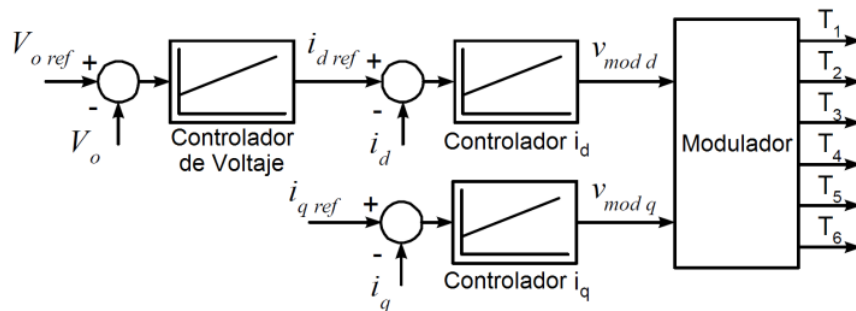 V o ref
+
-
V o
Controlador
de Voltaje
i d ref
+
-
i d
Controlador i d
v mod d
i q ref
+
-
i q
Controlador i q
v mod q
Modulador
T 1
T 2
T 3
T 4
T 5
T 6